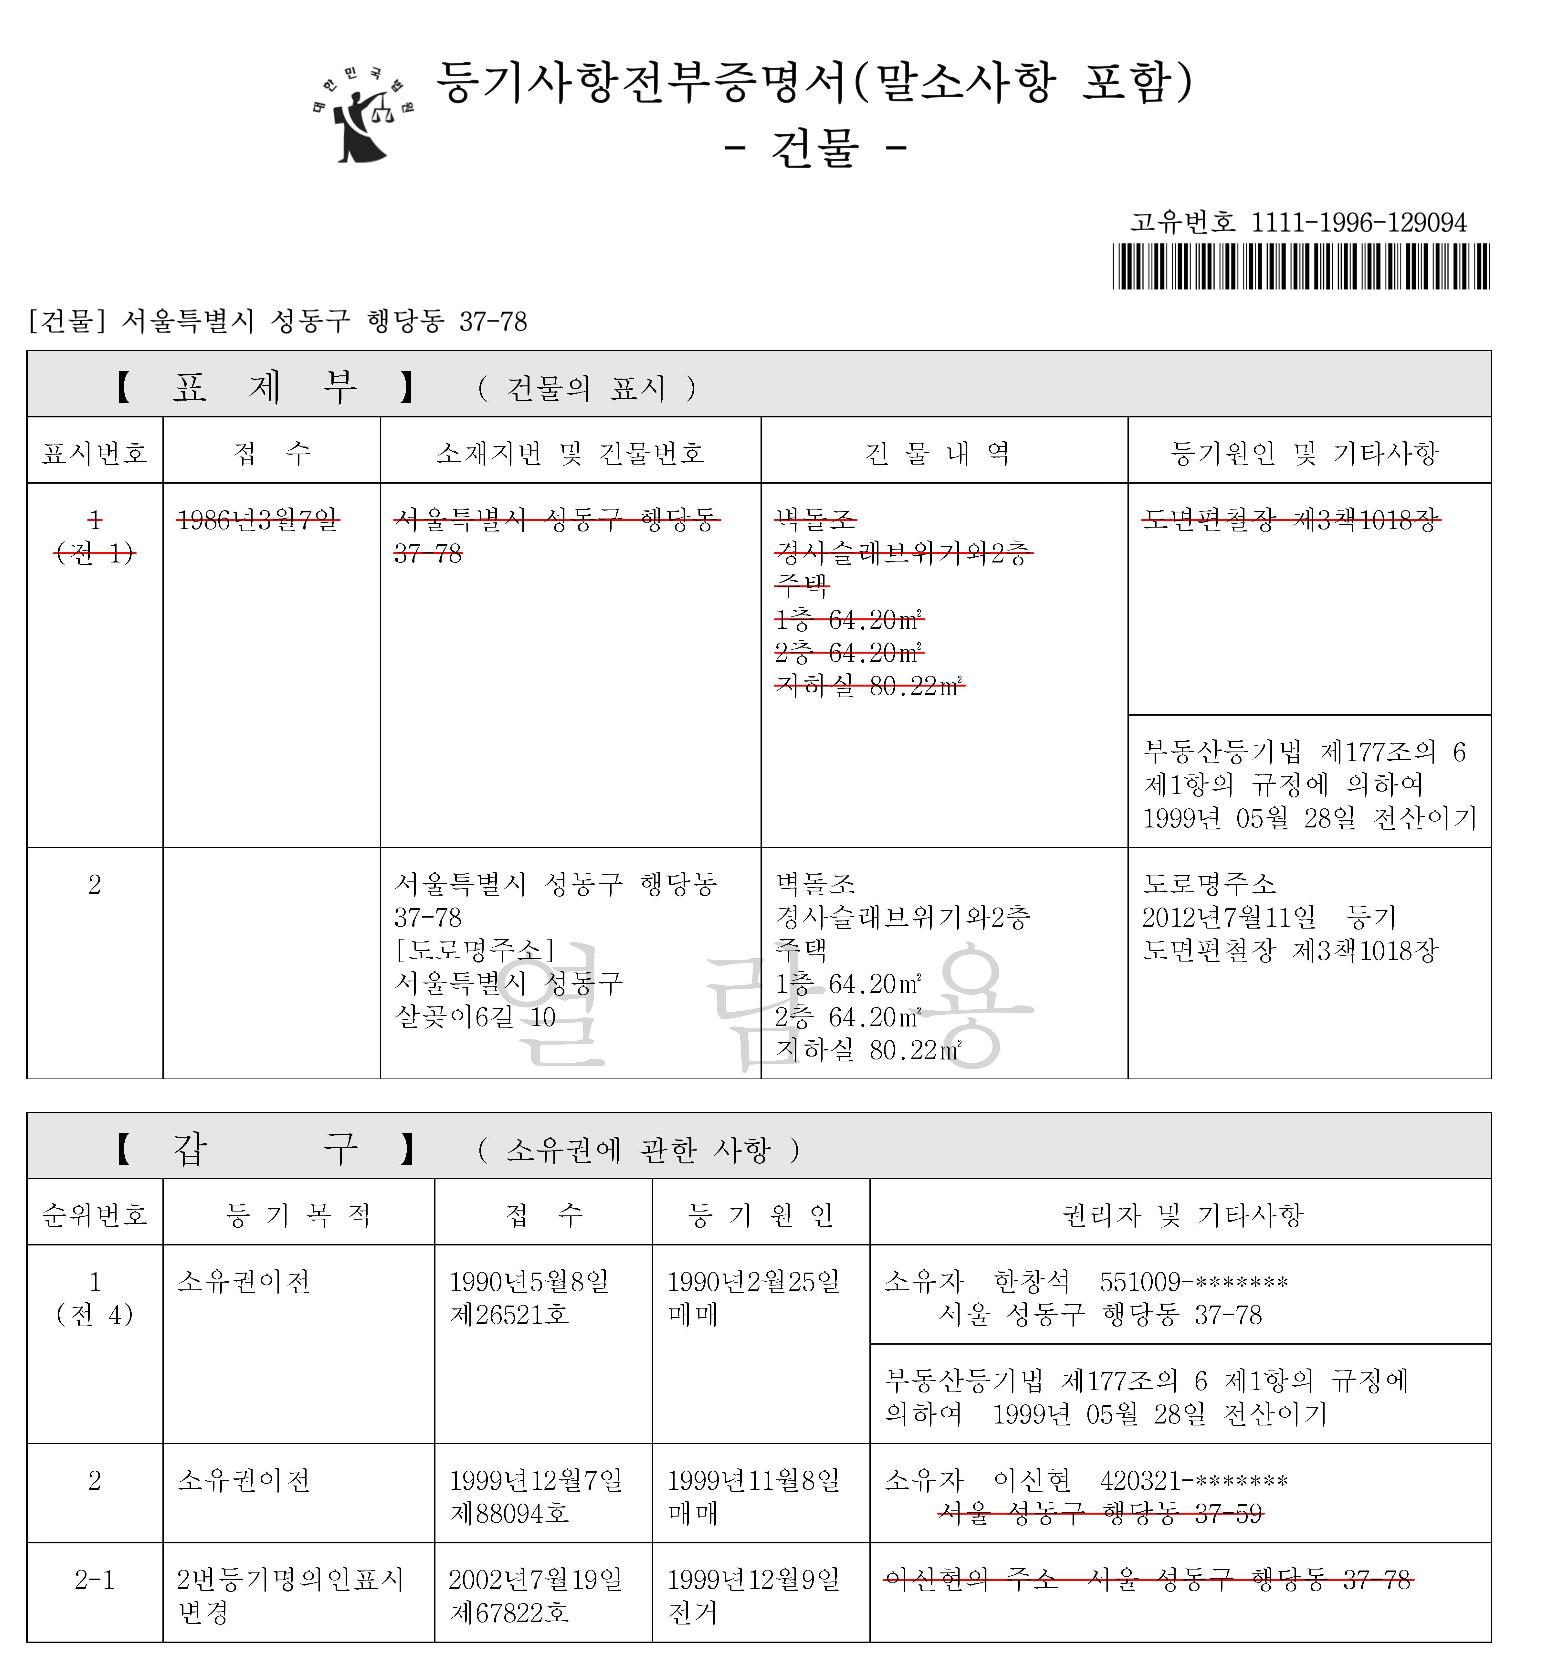 대한민국법원
등기사항전부증명서(말소사항 포함)
- 건물 -
고유번호 1111-1996-129094
[건물] 서울특별시 성동구 행당동 37-78
【 표 제 부 】 ( 건물의 표시 )
표시번호 접 수 소재지번 및 건물번호 건 물 내 역 등기원인 및 기타사항
1 1986년3월7일 서울특별시 성동구 행당동 벽돌조 도면편철장 제3책1018장
(전 1) 37-78 경사슬래브위기와2층
주택
1층 64.20㎡
2층 64.20㎡
지하실 80.22㎡
부동산등기법 제177조의 6
제1항의 규정에 의하여
1999년 05월 28일 전산이기
2 서울특별시 성동구 행당동 벽돌조 도로명주소
37-78 경사슬래브위기와2층 2012년7월11일 등기
[도로명주소] 주택 도면편철장 제3책1018장
서울특별시 성동구 1층 64.20㎡
살곶이6길 10 2층 64.20㎡
지하실 80.22㎡
열 람 용
【 갑 구 】 ( 소유권에 관한 사항 )
순위번호 등 기 목 적 접 수 등 기 원 인 권리자 및 기타사항
1 소유권이전 1990년5월8일 1990년2월25일 소유자 한창석 551009-*******
(전 4) 제26521호 매매 서울 성동구 행당동 37-78
부동산등기법 제177조의 6 제1항의 규정에
의하여 1999년 05월 28일 전산이기
2 소유권이전 1999년12월7일 1999년11월8일 소유자 이신현 420321-*******
제88094호 매매 서울 성동구 행당동 37-59
2-1 2번등기명의인표시 2002년7월19일 1999년12월9일 이신현의 주소 서울 성동구 행당동 37-78
변경 제67822호 전거